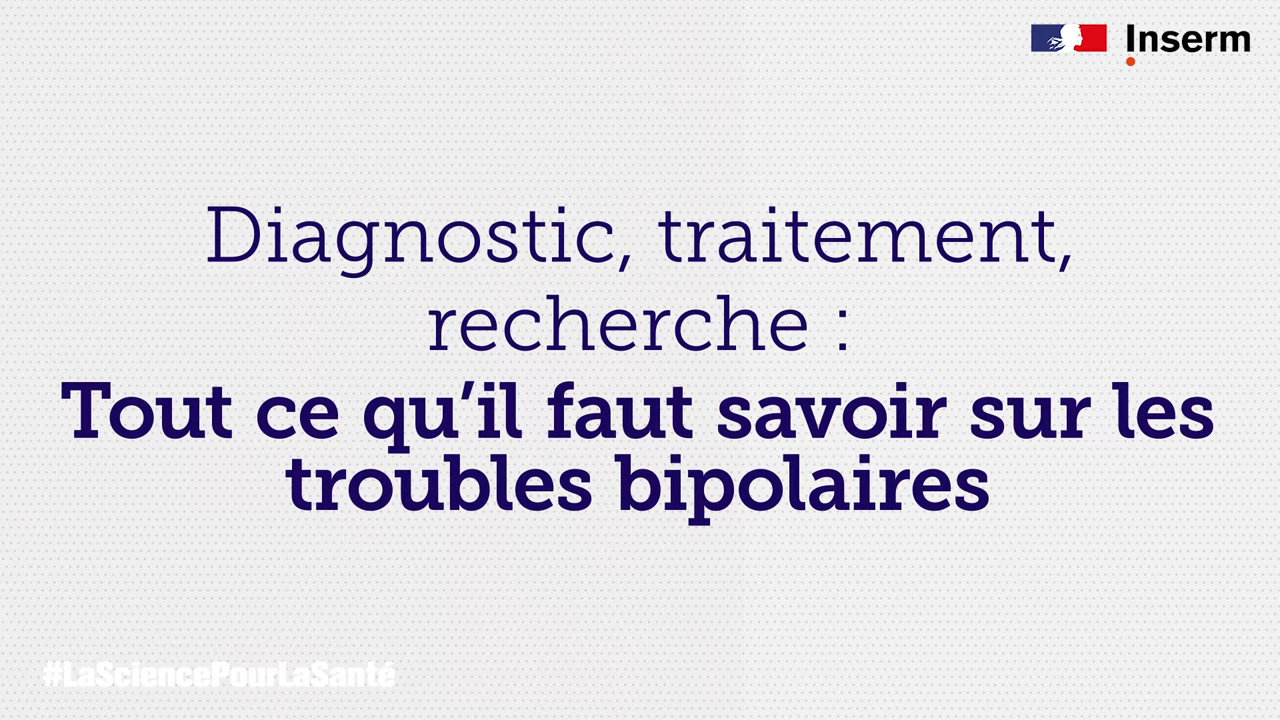 Inserm
Diagnostic, traitement,
recherche :
Tout ce qu’il faut savoir sur les
troubles bipolaires
#LaSciencePourLaSanté